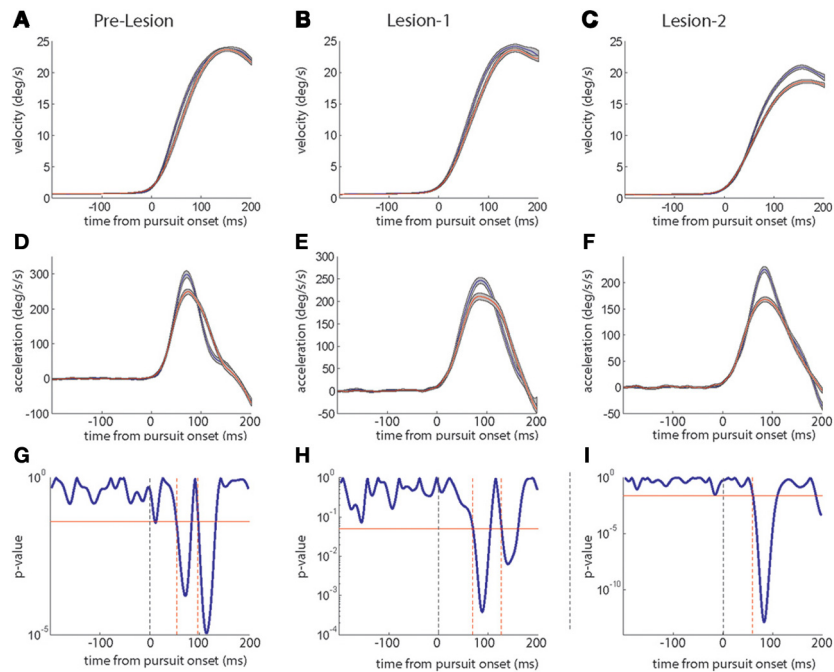 A Pre-Lesion B Lesion-1 C Lesion-2
velocity (deg/s)
25
20
15
10
5
0
-100 0 100 200
time from pursuit onset (ms)
velocity (deg/s)
25
20
15
10
5
0
-100 0 100 200
time from pursuit onset (ms)
velocity (deg/s)
25
20
15
10
5
0
-100 0 100 200
time from pursuit onset (ms)
D
acceleration (deg/s/s)
300
200
100
0
-100
-100 0 100 200
time from pursuit onset (ms)
E
acceleration (deg/s/s)
300
250
200
150
100
50
0
-50
-100 0 100 200
time from pursuit onset (ms)
F
acceleration (deg/s/s)
200
150
100
50
0
-50
-100 0 100 200
time from pursuit onset (ms)
G
p-value
10^0
10^-5
-100 0 100 200
time from pursuit onset (ms)
H
p-value
10^0
10^-1
10^-2
10^-3
10^-4
-100 0 100 200
time from pursuit onset (ms)
I
p-value
10^0
10^-5
10^-10
-100 0 100 200
time from pursuit onset (ms)